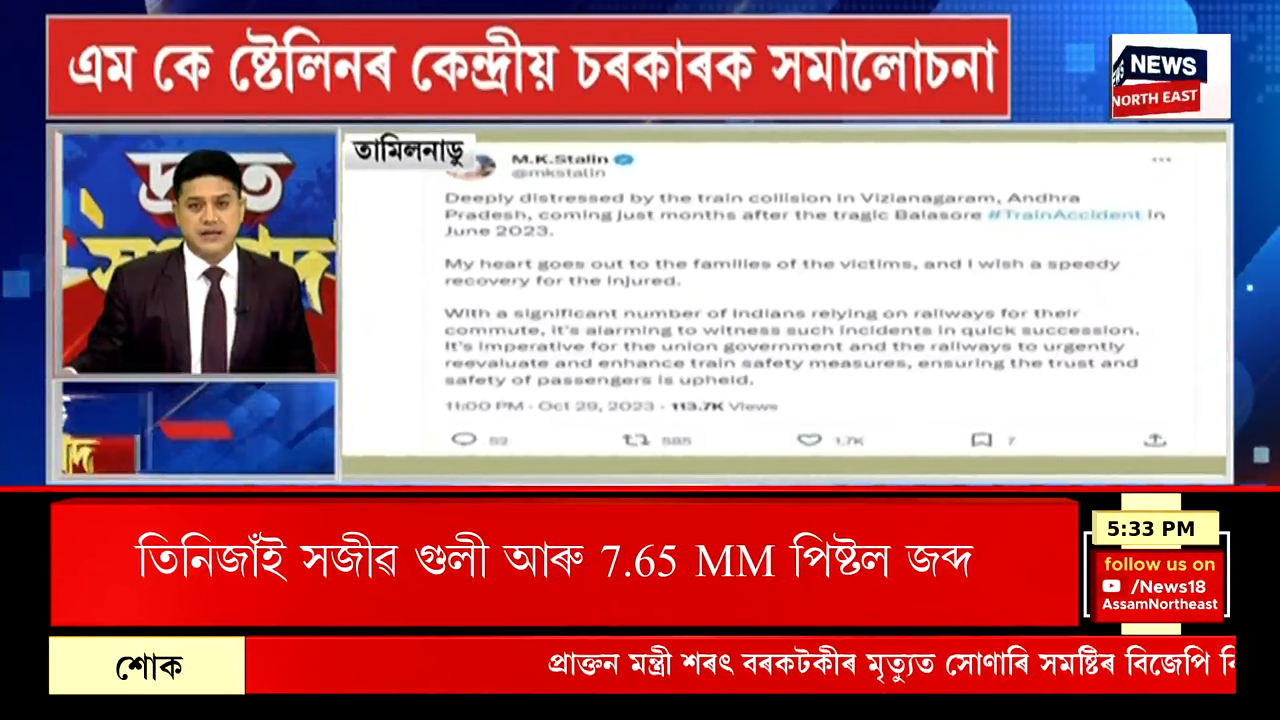 এম কে ষ্টেলিনৰ কেন্দ্ৰীয় চৰকাৰক সমালোচনা
NEWS
NORTH EAST
তামিলনাডু
M.K.Stalin
@mkstalin
Deeply distressed by the train collision in Vizianagaram, Andhra
Pradesh, coming just months after the tragic Balasore #TrainAccident in
June 2023.
My heart goes out to the families of the victims, and I wish a speedy
recovery for the injured.
With a significant number of Indians relying on railways for their
commute, it's alarming to witness such incidents in quick succession.
It's imperative for the union government and the railways to urgently
reevaluate and enhance train safety measures, ensuring the trust and
safety of passengers is upheld.
11:00 PM · Oct 29, 2023 · 113.7K Views
52 585 1.7K 7
তিনিজাঁই সজীৱ গুলী আৰু 7.65 MM পিষ্টল জব্দ
5:33 PM
follow us on
/News18
AssamNortheast
শোক
প্ৰাক্তন মন্ত্ৰী শৰৎ বৰকটকীৰ মৃত্যুত সোণাৰি সমষ্টিৰ বিজেপি